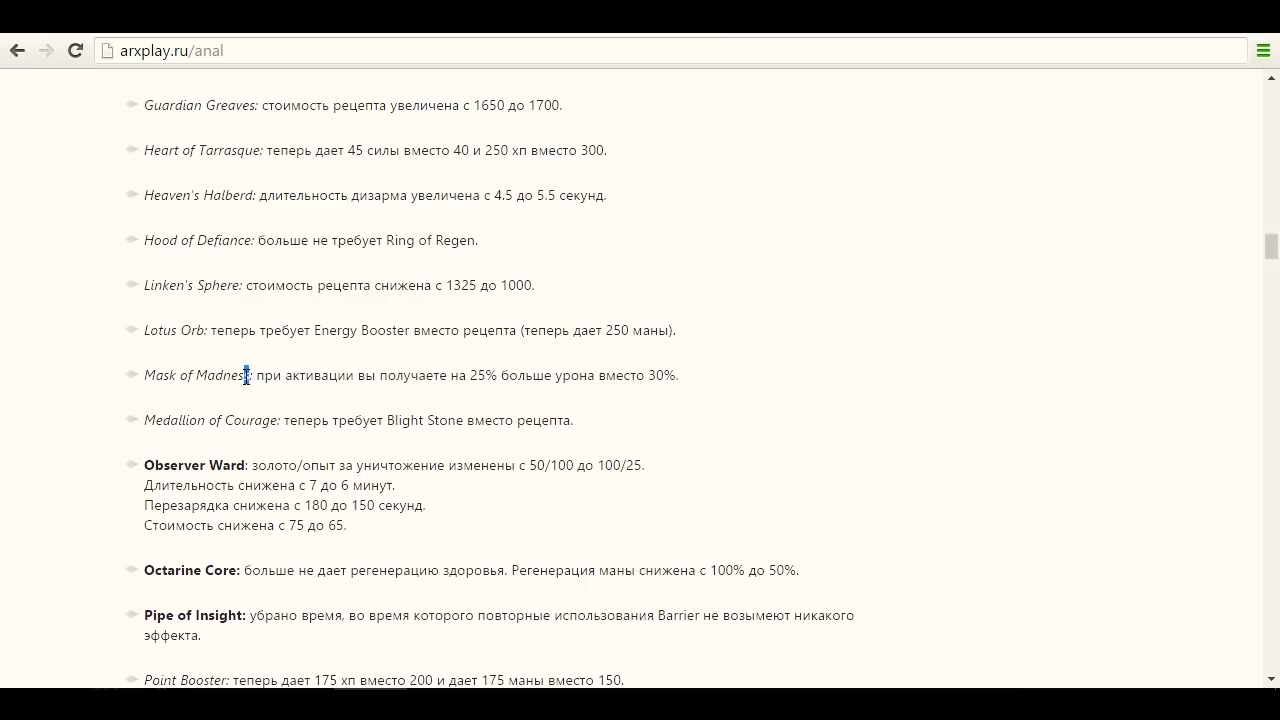 arxplay.ru/anal
Guardian Greaves: стоимость рецепта увеличена с 1650 до 1700.
Heart of Tarrasque: теперь дает 45 силы вместо 40 и 250 хп вместо 300.
Heaven's Halberd: длительность дизарма увеличена с 4.5 до 5.5 секунд.
Hood of Defiance: больше не требует Ring of Regen.
Linken's Sphere: стоимость рецепта снижена с 1325 до 1000.
Lotus Orb: теперь требует Energy Booster вместо рецепта (теперь дает 250 маны).
Mask of Madness: при активации вы получаете на 25% больше урона вместо 30%.
Medallion of Courage: теперь требует Blight Stone вместо рецепта.
Observer Ward: золото/опыт за уничтожение изменены с 50/100 до 100/25.
Длительность снижена с 7 до 6 минут.
Перезарядка снижена с 180 до 150 секунд.
Стоимость снижена с 75 до 65.
Octarine Core: больше не дает регенерацию здоровья. Регенерация маны снижена с 100% до 50%.
Pipe of Insight: убрано время, во время которого повторные использования Barrier не возымеют никакого
эффекта.
Point Booster: теперь дает 175 хп вместо 200 и дает 175 маны вместо 150.